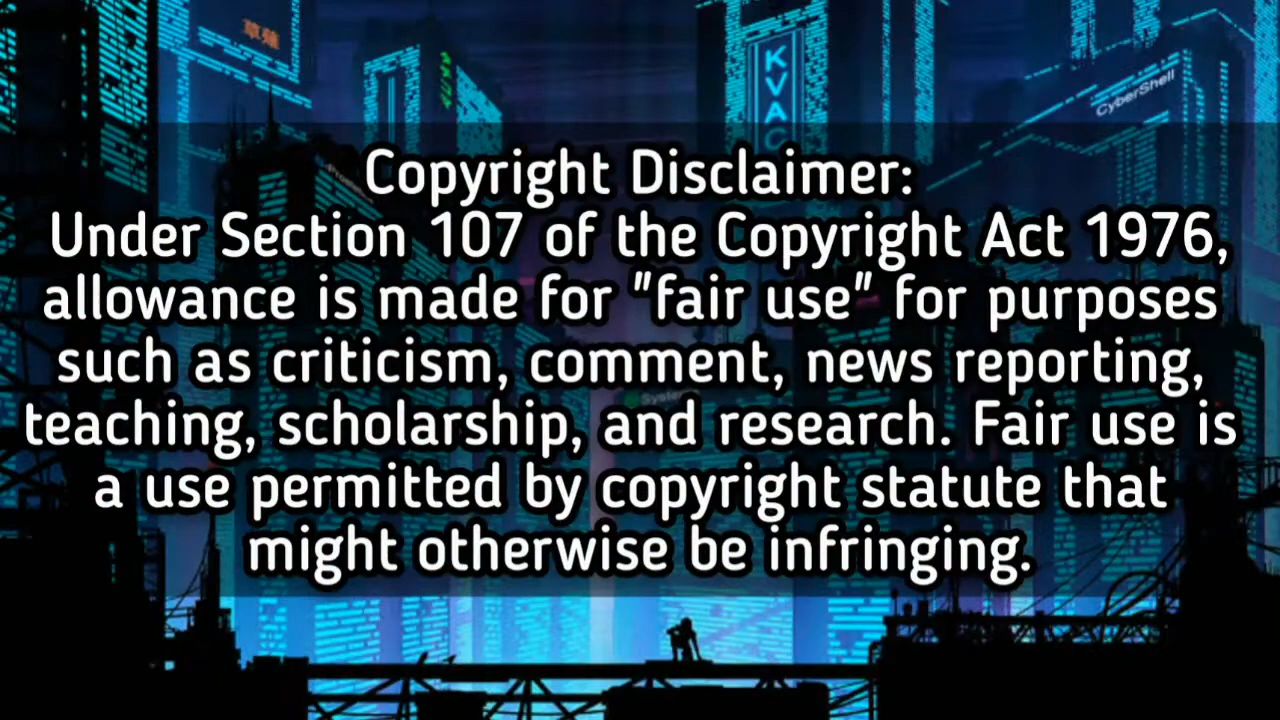 KVAC
CyberShell
Copyright Disclaimer:
Under Section 107 of the Copyright Act 1976,
allowance is made for "fair use" for purposes
such as criticism, comment, news reporting,
teaching, scholarship, and research. Fair use is
a use permitted by copyright statute that
might otherwise be infringing.